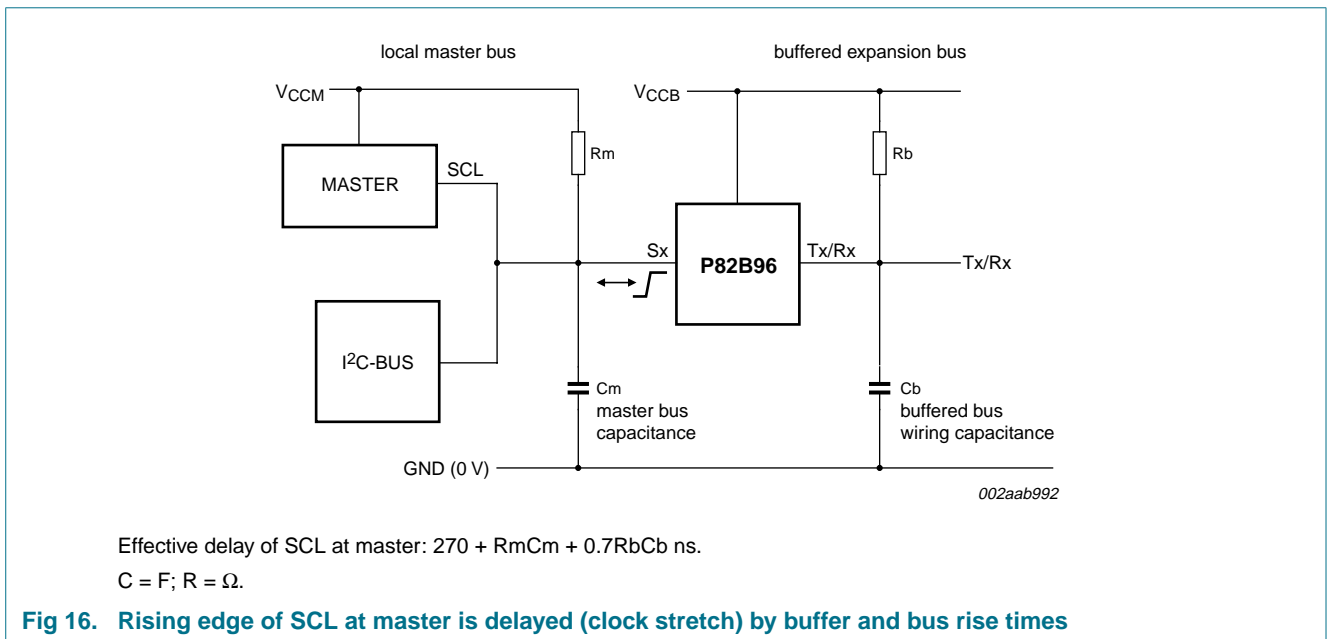 local master bus
buffered expansion bus
VCCM
VCCB
Rm
Rb
MASTER
SCL
Sx
P82B96
Tx/Rx
Tx/Rx
I2C-BUS
Cm
master bus
capacitance
Cb
buffered bus
wiring capacitance
GND (0 V)
002aab992
Effective delay of SCL at master: 270 + RmCm + 0.7RbCb ns.
C = F; R = Ω.
Fig 16. Rising edge of SCL at master is delayed (clock stretch) by buffer and bus rise times